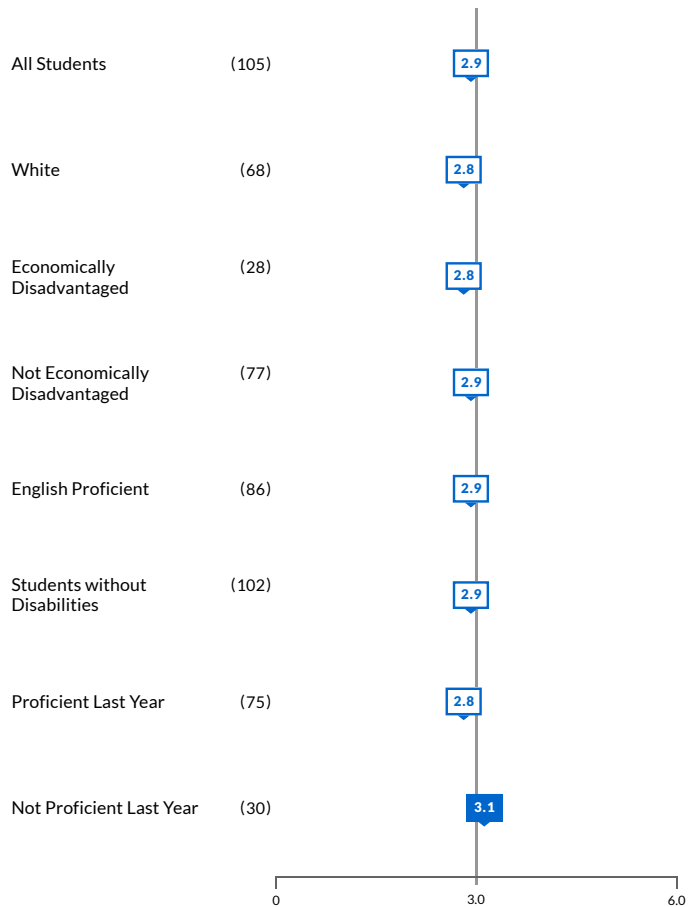 All Students (105) 2.9
White (68) 2.8
Economically (28)
Disadvantaged 2.8
Not Economically (77)
Disadvantaged 2.9
English Proficient (86) 2.9
Students without (102)
Disabilities 2.9
Proficient Last Year (75) 2.8
Not Proficient Last Year (30) 3.1
0 3.0 6.0